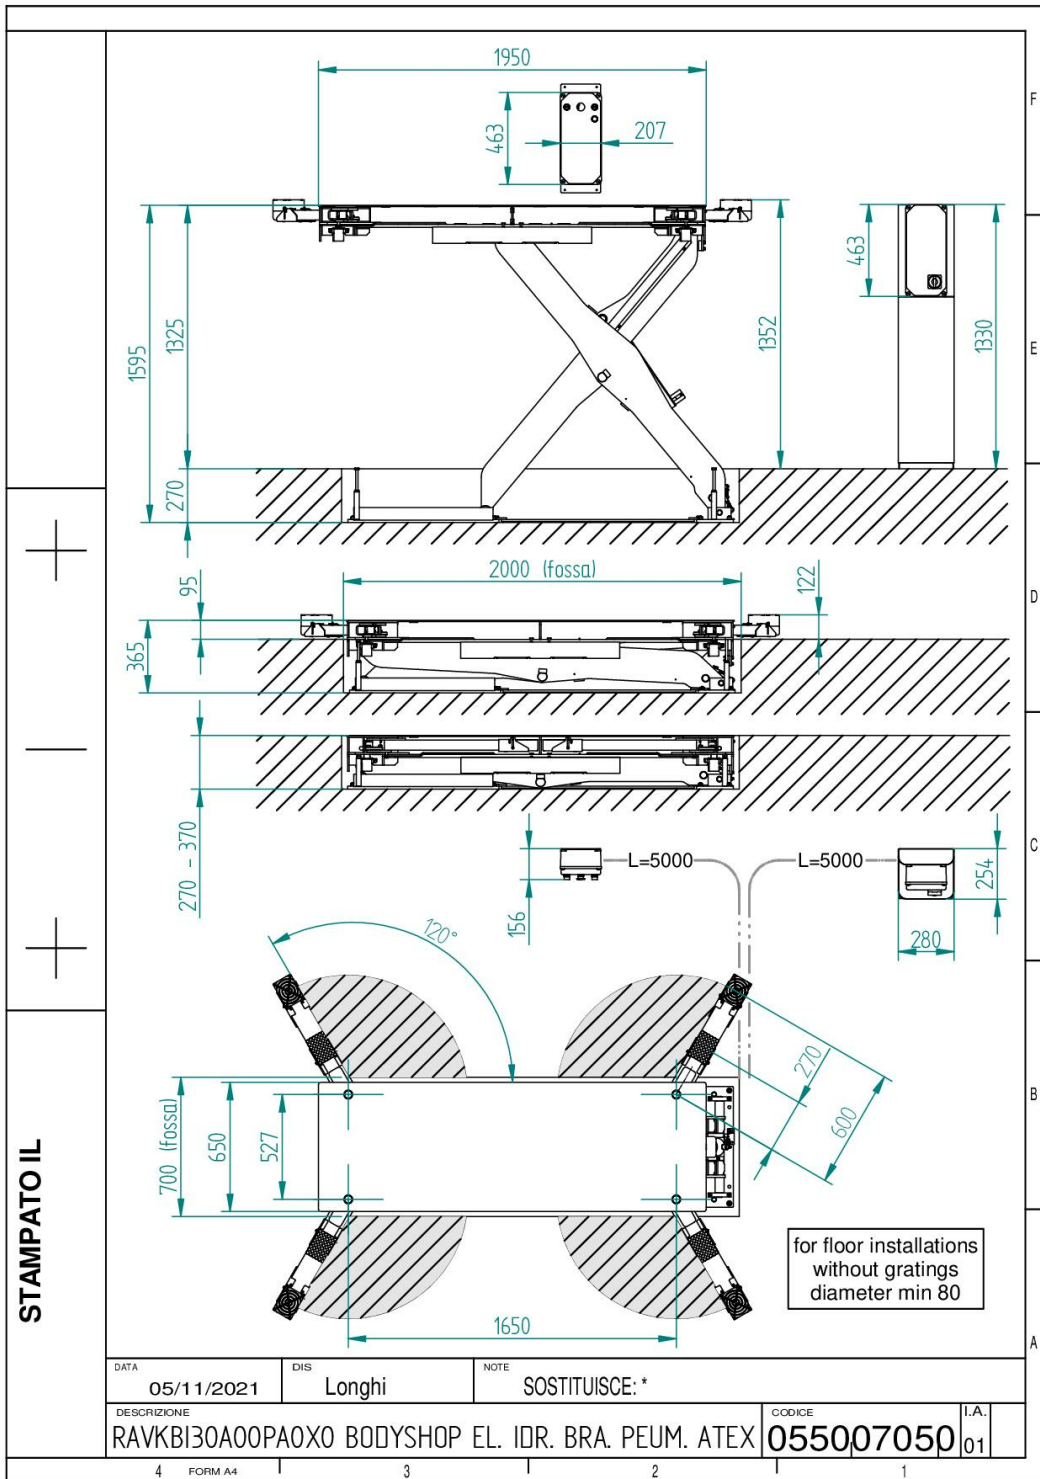 1950
463
207
F
1595
1325
270
1352
463
1330
E
2000 (fossa)
95
365
122
D
270 - 370
C
L=5000
L=5000
156
254
280
120°
270
600
B
700 (fossa)
650
527
1650
for floor installations
without gratings
diameter min 80
A
STAMPATO IL
DATA
05/11/2021
DIS
Longhi
NOTE
SOSTITUISCE: *
DESCRIZIONE
RAVKBI30A00PA0X0 BODYSHOP EL. IDR. BRA. PEUM. ATEX
CODICE
055007050
I.A.
01
4 FORM A4 3 2 1